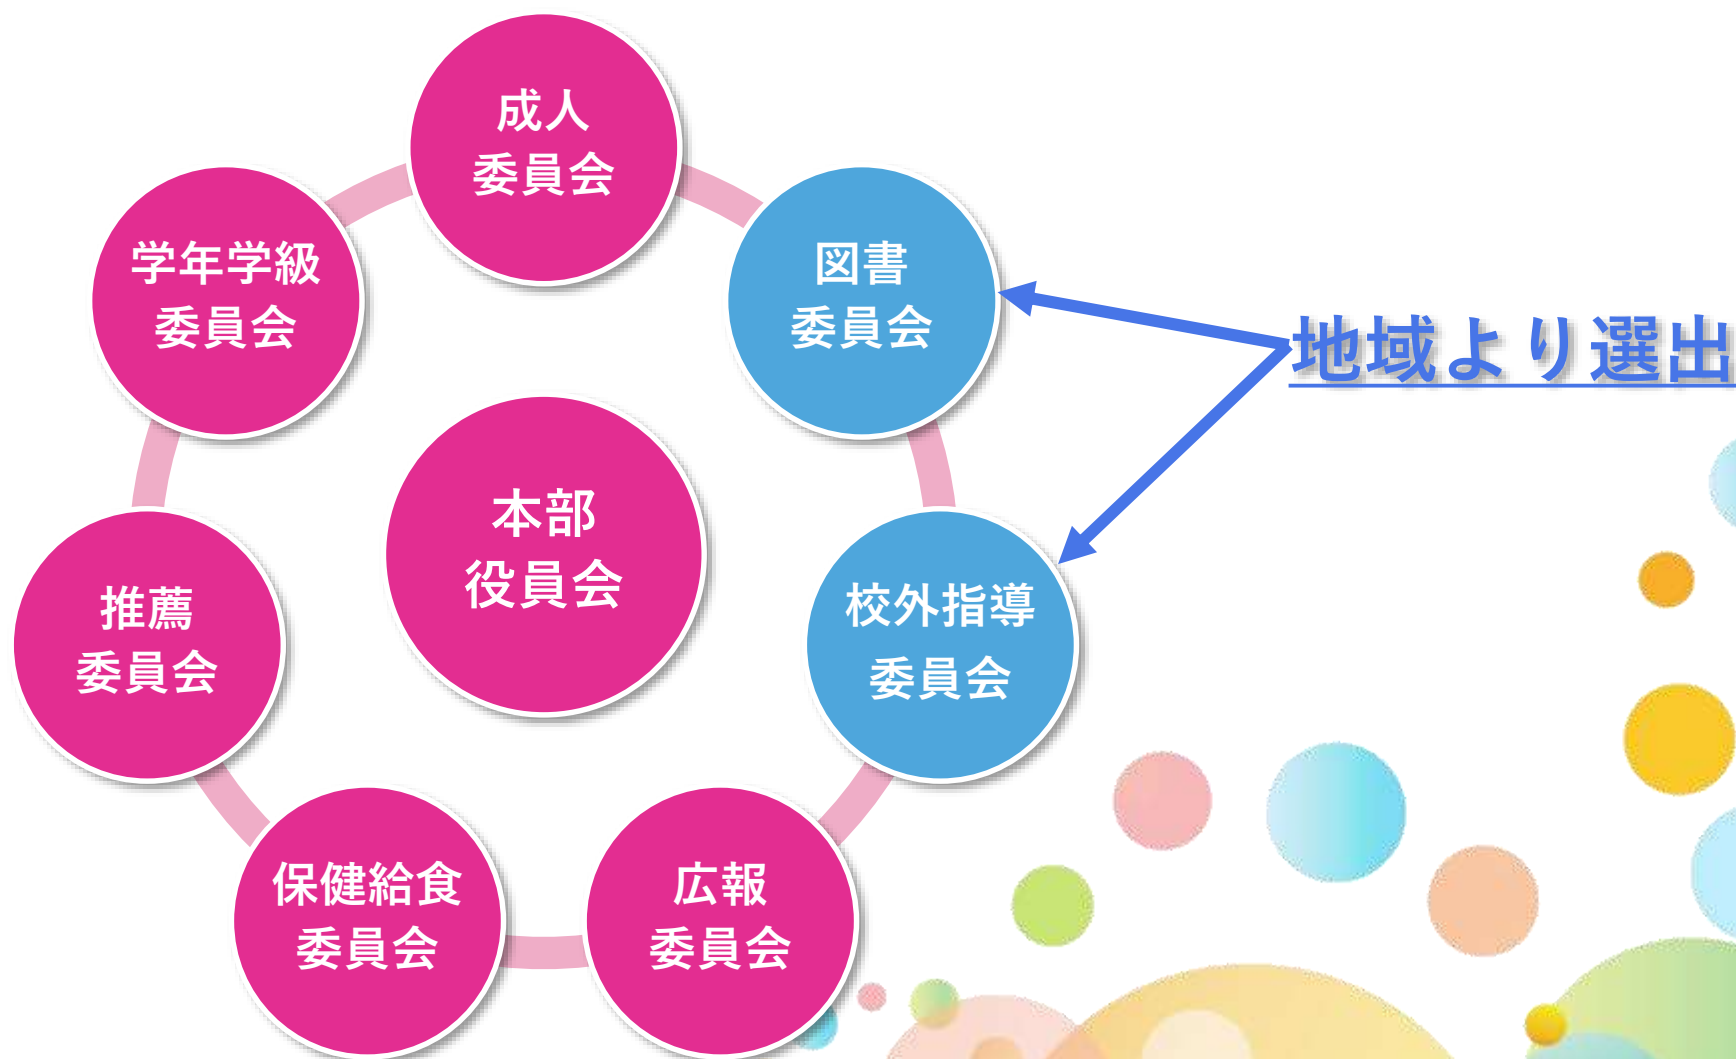 成人
委員会
学年学級
委員会
図書
委員会
地域より選出
本部
役員会
推薦
委員会
校外指導
委員会
保健給食
委員会
広報
委員会